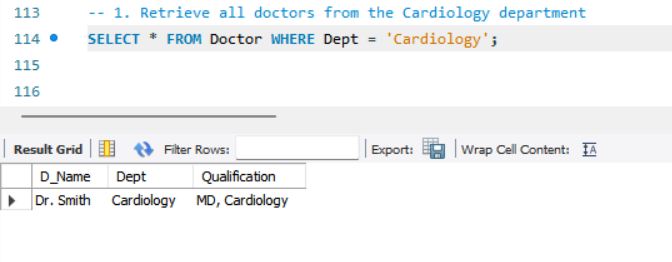 113 -- 1. Retrieve all doctors from the Cardiology department
114 SELECT * FROM Doctor WHERE Dept = 'Cardiology';
115
116
Result Grid Filter Rows: Export: Wrap Cell Content:
D_Name Dept Qualification
Dr. Smith Cardiology MD, Cardiology